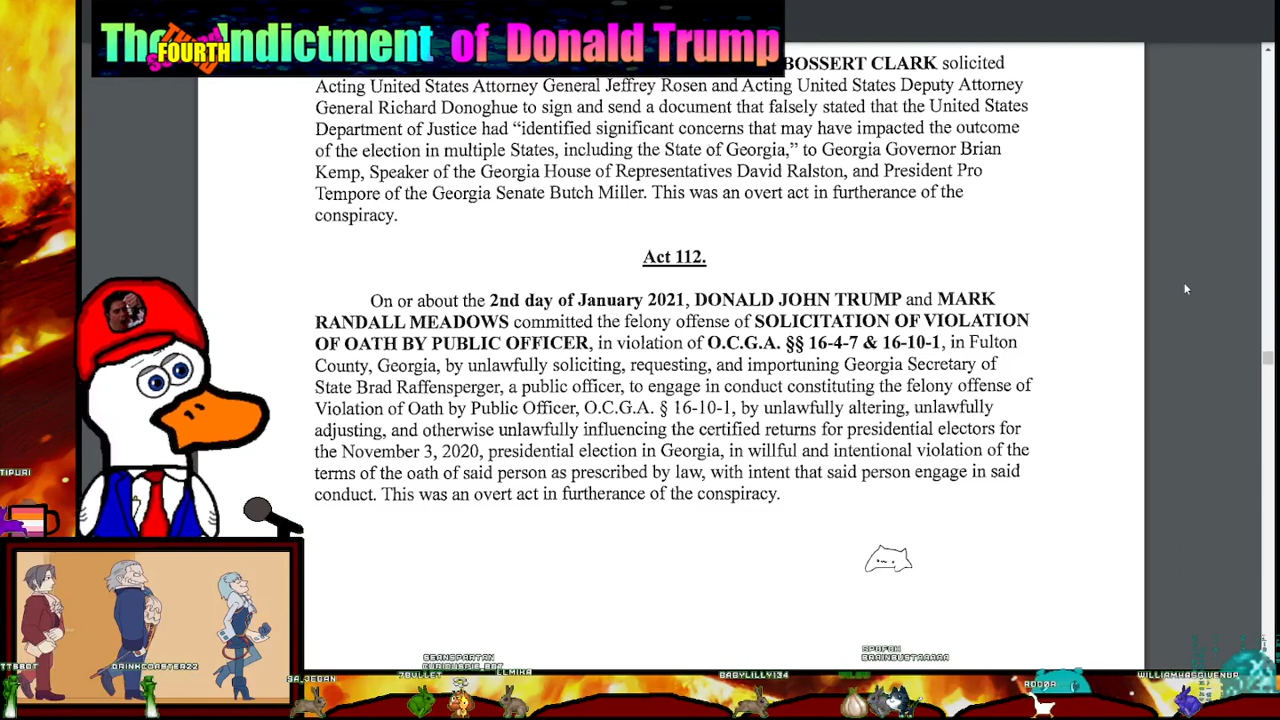 The FOURTH Indictment of Donald Trump
BOSSERT CLARK solicited
Acting United States Attorney General Jeffrey Rosen and Acting United States Deputy Attorney
General Richard Donoghue to sign and send a document that falsely stated that the United States
Department of Justice had “identified significant concerns that may have impacted the outcome
of the election in multiple States, including the State of Georgia,” to Georgia Governor Brian
Kemp, Speaker of the Georgia House of Representatives David Ralston, and President Pro
Tempore of the Georgia Senate Butch Miller. This was an overt act in furtherance of the
conspiracy.
Act 112.
On or about the 2nd day of January 2021, DONALD JOHN TRUMP and MARK
RANDALL MEADOWS committed the felony offense of SOLICITATION OF VIOLATION
OF OATH BY PUBLIC OFFICER, in violation of O.C.G.A. §§ 16-4-7 & 16-10-1, in Fulton
County, Georgia, by unlawfully soliciting, requesting, and importuning Georgia Secretary of
State Brad Raffensperger, a public officer, to engage in conduct constituting the felony offense of
Violation of Oath by Public Officer, O.C.G.A. § 16-10-1, by unlawfully altering, unlawfully
adjusting, and otherwise unlawfully influencing the certified returns for presidential electors for
the November 3, 2020, presidential election in Georgia, in willful and intentional violation of the
terms of the oath of said person as prescribed by law, with intent that said person engage in said
conduct. This was an overt act in furtherance of the conspiracy.
TIPURI
BEANSPARTAN
CURIOUSPIE_BOT
SPAFAK
BRAINBUSTAAAAA
TTBBOT
DRINKCOASTER22
7BULLET
ELMIKA
BABYLILLY134
WILLIAMHASGIVENUP